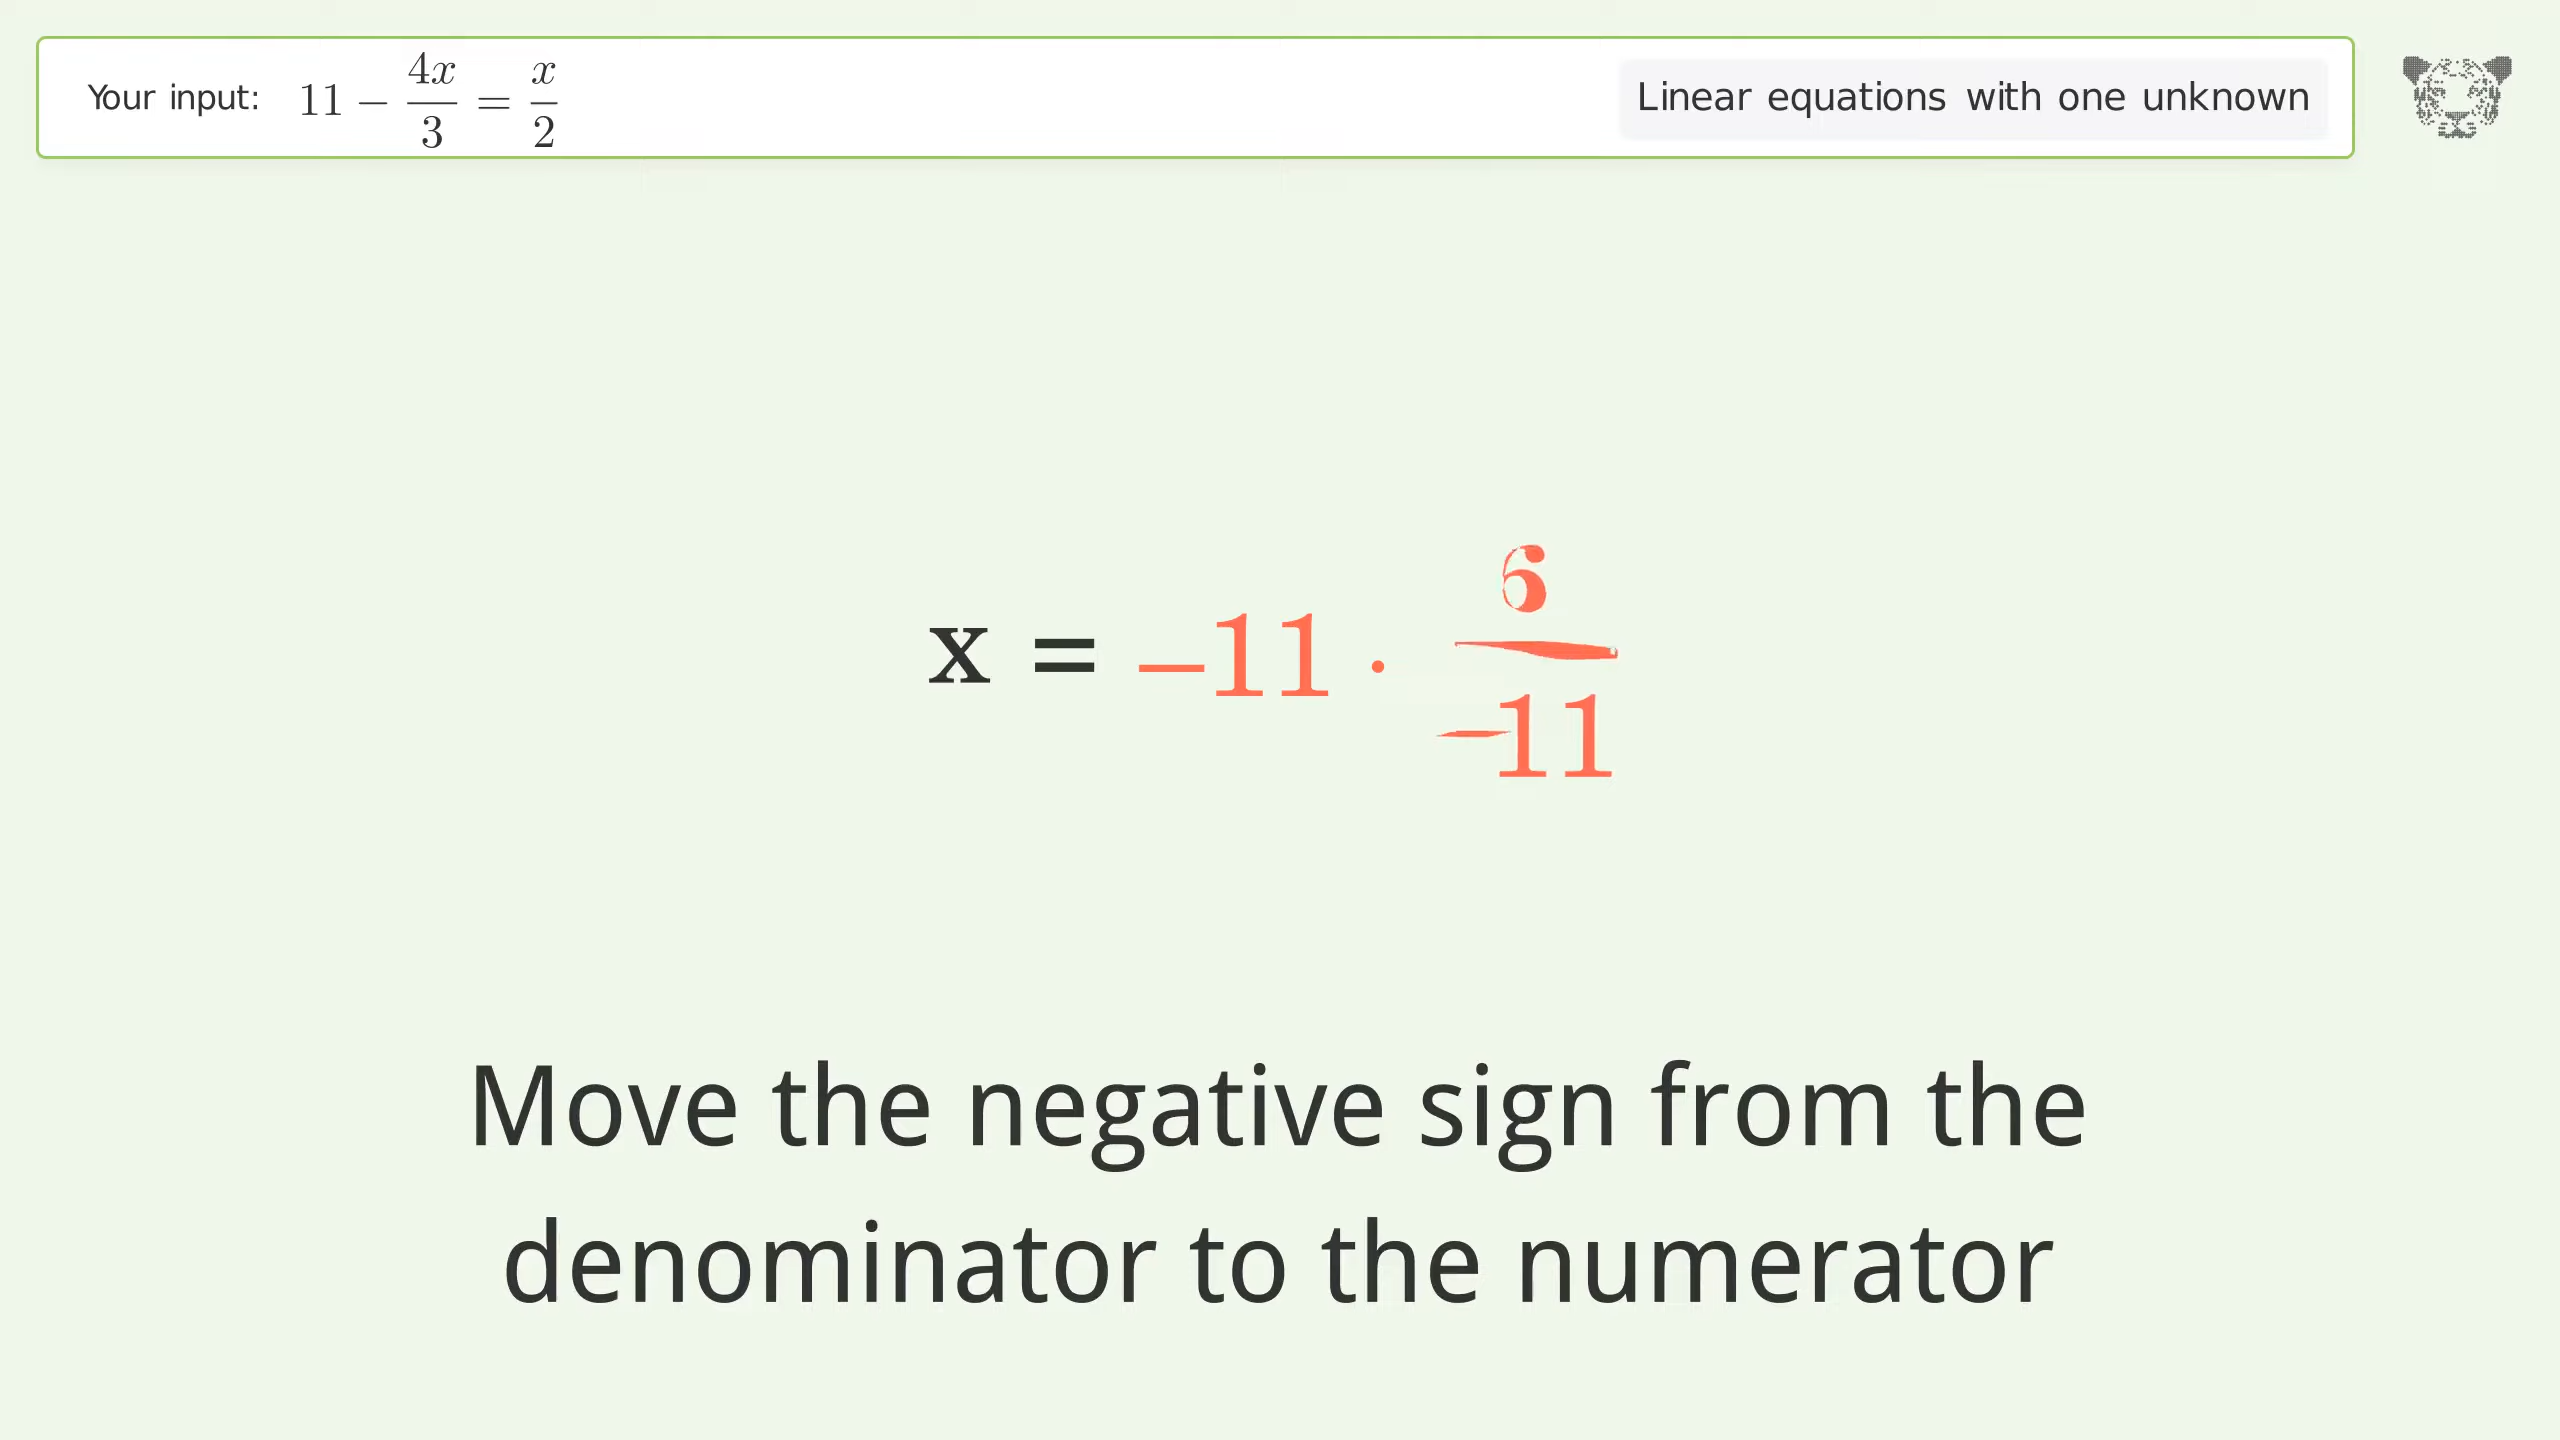 Your input: 11 − 4x/3 = x/2
Linear equations with one unknown
x = −11 · 6/−11
Move the negative sign from the
denominator to the numerator